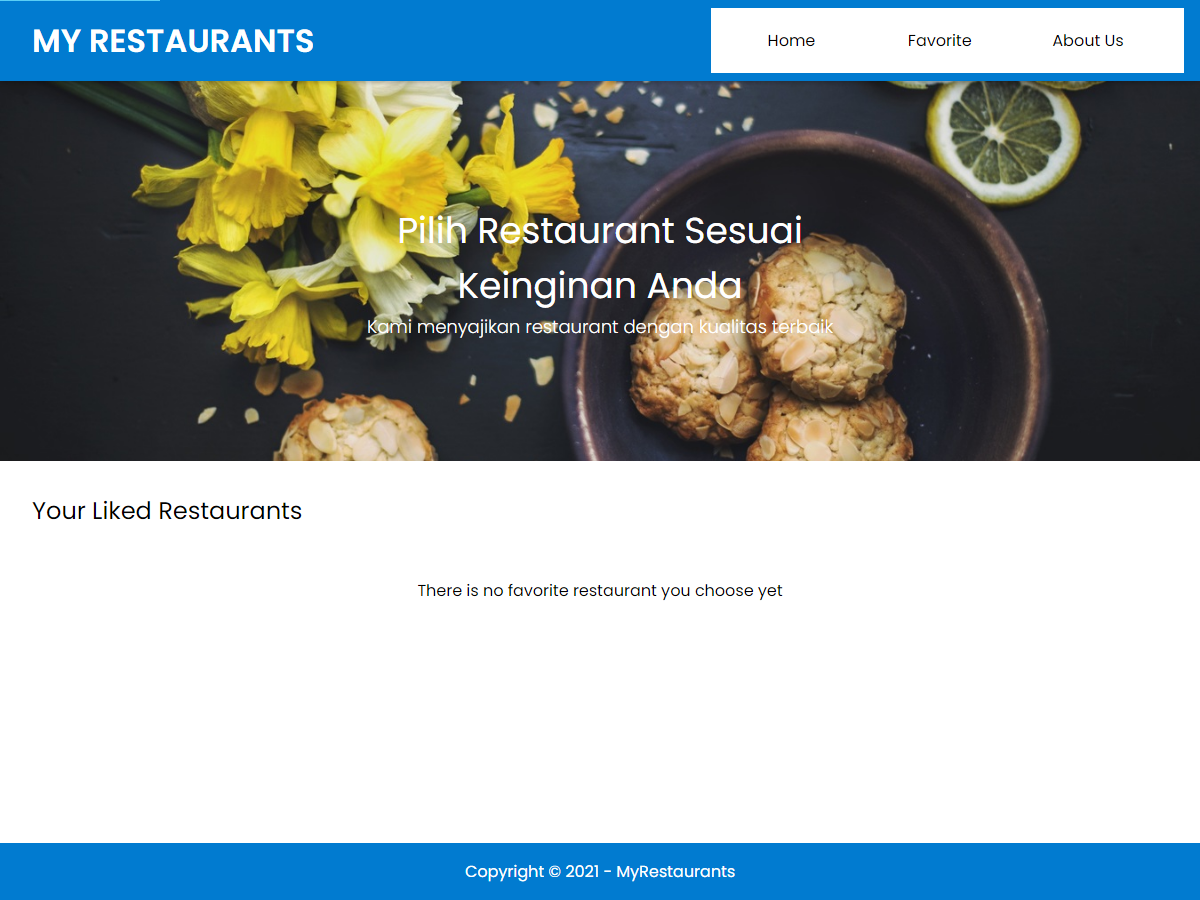 MY RESTAURANTS
Home
Favorite
About Us
Pilih Restaurant Sesuai
Keinginan Anda
Kami menyajikan restaurant dengan kualitas terbaik
Your Liked Restaurants
There is no favorite restaurant you choose yet
Copyright © 2021 - MyRestaurants